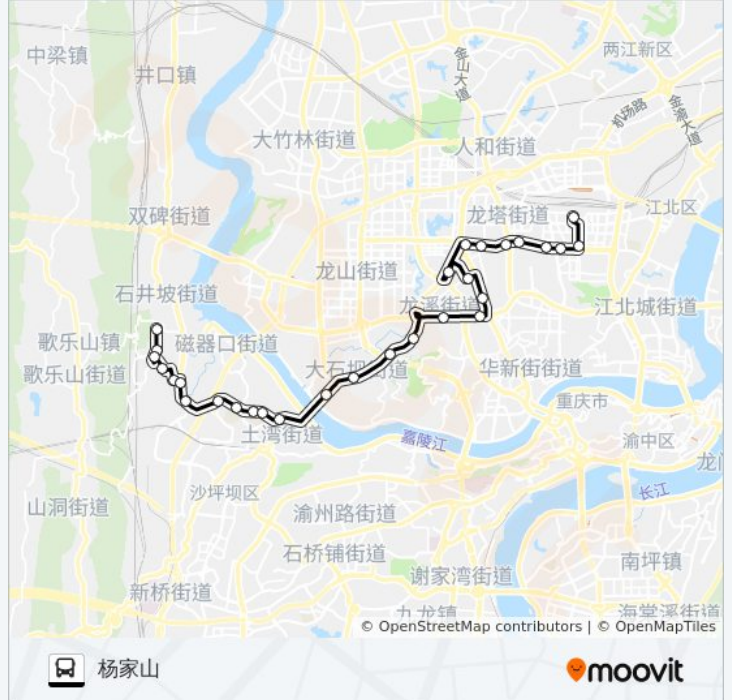 中梁镇
金山大道
两江新区
井口镇
机场路
金渝大道
大竹林街道
人和街道
双碑街道
龙塔街道
江北区
龙山街道
石井坡街道
龙溪街道
江北城街道
歌乐山镇
磁器口街道
歌乐山街道
华新街街道
重庆市
土湾街道
嘉陵江
渝中区
沙坪坝区
长江
山洞街道
渝州路街道
石桥铺街道
南坪镇
谢家湾街道
新桥街道
九龙镇
海棠溪街道
© OpenStreetMap contributors | © OpenMapTiles
杨家山
moovit